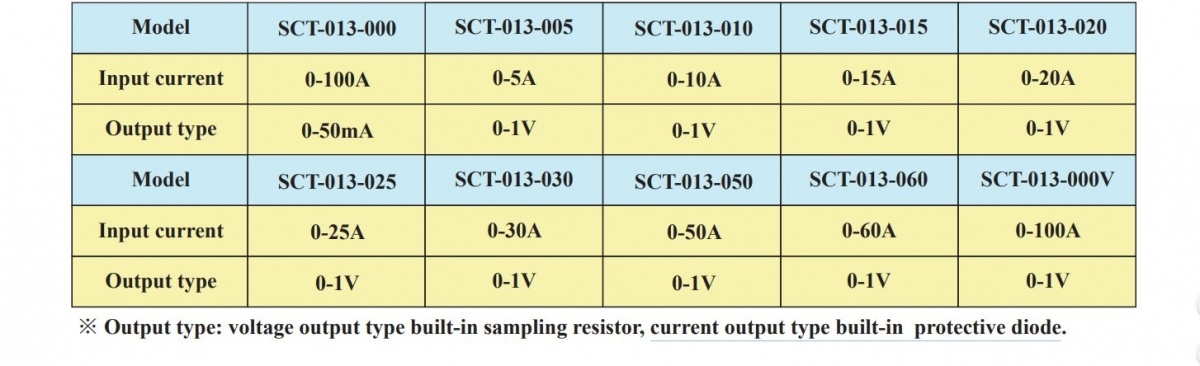 Model SCT-013-000 SCT-013-005 SCT-013-010 SCT-013-015 SCT-013-020
Input current 0-100A 0-5A 0-10A 0-15A 0-20A
Output type 0-50mA 0-1V 0-1V 0-1V 0-1V
Model SCT-013-025 SCT-013-030 SCT-013-050 SCT-013-060 SCT-013-000V
Input current 0-25A 0-30A 0-50A 0-60A 0-100A
Output type 0-1V 0-1V 0-1V 0-1V 0-1V
※ Output type: voltage output type built-in sampling resistor, current output type built-in protective diode.